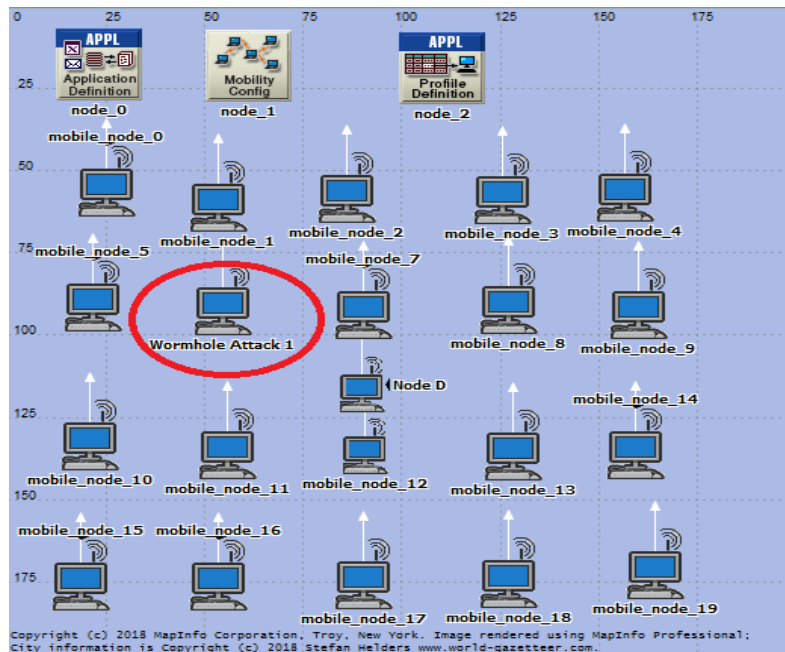 0 25 50 75 100 125 150 175
APPL
Application
Definition
node_0
Mobility
Config
node_1
APPL
Profile
Definition
node_2
25
mobile_node_0
50
mobile_node_1
mobile_node_2
mobile_node_3
mobile_node_4
75
mobile_node_5
mobile_node_7
Wormhole Attack 1
mobile_node_8
mobile_node_9
100
Node D
125
mobile_node_14
mobile_node_10
mobile_node_11
mobile_node_12
mobile_node_13
150
mobile_node_15
mobile_node_16
175
mobile_node_17
mobile_node_18
mobile_node_19
Copyright (c) 2018 MapInfo Corporation, Troy, New York. Image rendered using MapInfo Professional;
City information is Copyright (c) 2018 Stefan Helders www.world-gazetteer.com.